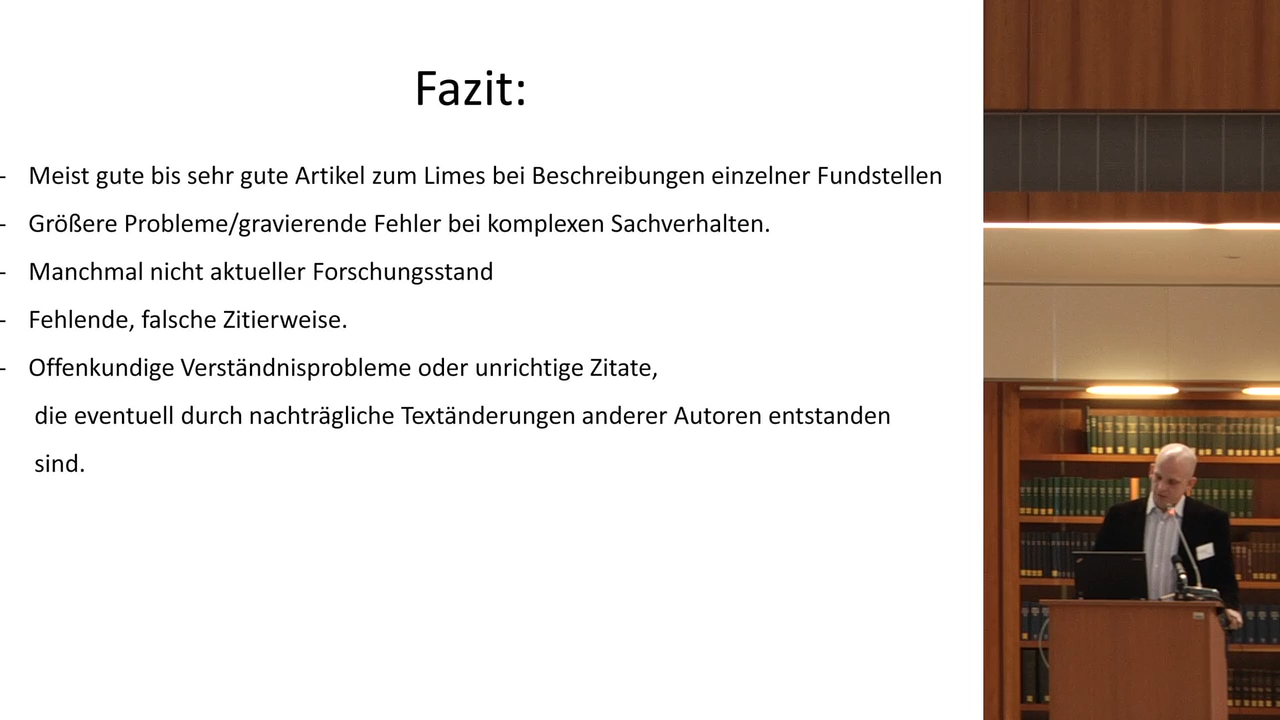 Fazit:
- Meist gute bis sehr gute Artikel zum Limes bei Beschreibungen einzelner Fundstellen
- Größere Probleme/gravierende Fehler bei komplexen Sachverhalten.
- Manchmal nicht aktueller Forschungsstand
- Fehlende, falsche Zitierweise.
- Offenkundige Verständnisprobleme oder unrichtige Zitate,
die eventuell durch nachträgliche Textänderungen anderer Autoren entstanden
sind.